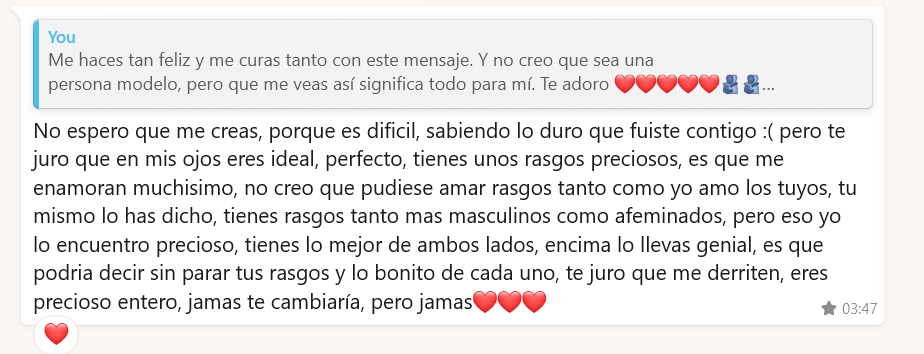 You
Me haces tan feliz y me curas tanto con este mensaje. Y no creo que sea una
persona modelo, pero que me veas así significa todo para mí. Te adoro ❤️❤️❤️❤️❤️🫂🫂...
No espero que me creas, porque es dificil, sabiendo lo duro que fuiste contigo :( pero te
juro que en mis ojos eres ideal, perfecto, tienes unos rasgos preciosos, es que me
enamoran muchisimo, no creo que pudiese amar rasgos tanto como yo amo los tuyos, tu
mismo lo has dicho, tienes rasgos tanto mas masculinos como afeminados, pero eso yo
lo encuentro precioso, tienes lo mejor de ambos lados, encima lo llevas genial, es que
podria decir sin parar tus rasgos y lo bonito de cada uno, te juro que me derriten, eres
precioso entero, jamas te cambiaría, pero jamas❤️❤️❤️
03:47